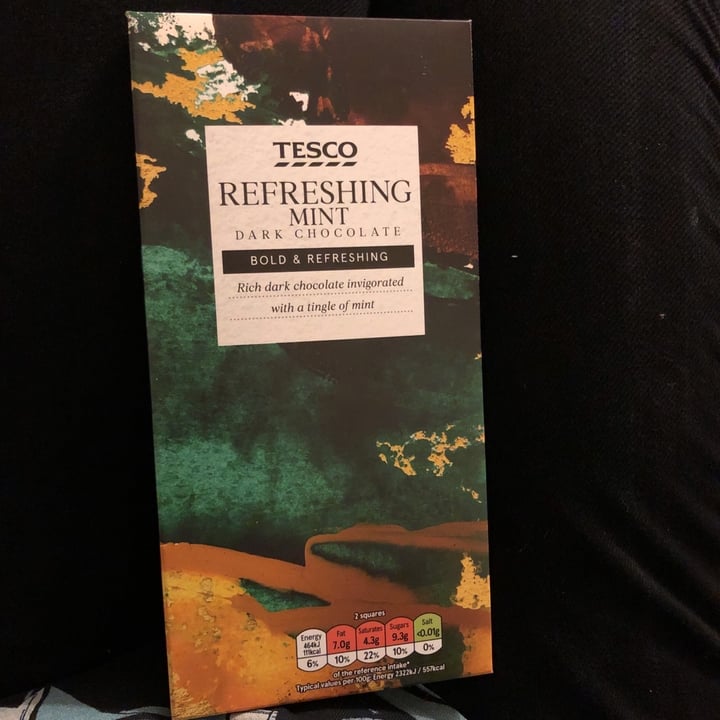 TESCO
REFRESHING
MINT
DARK CHOCOLATE
BOLD & REFRESHING
Rich dark chocolate invigorated
with a tingle of mint
2 squares
Energy Fat Saturates Sugars Salt
464kJ 7.0g 4.3g 9.3g <0.01g
111kcal
6% 10% 22% 10% 0%
of the reference intake*
Typical values per 100g: Energy 2322kJ / 557kcal